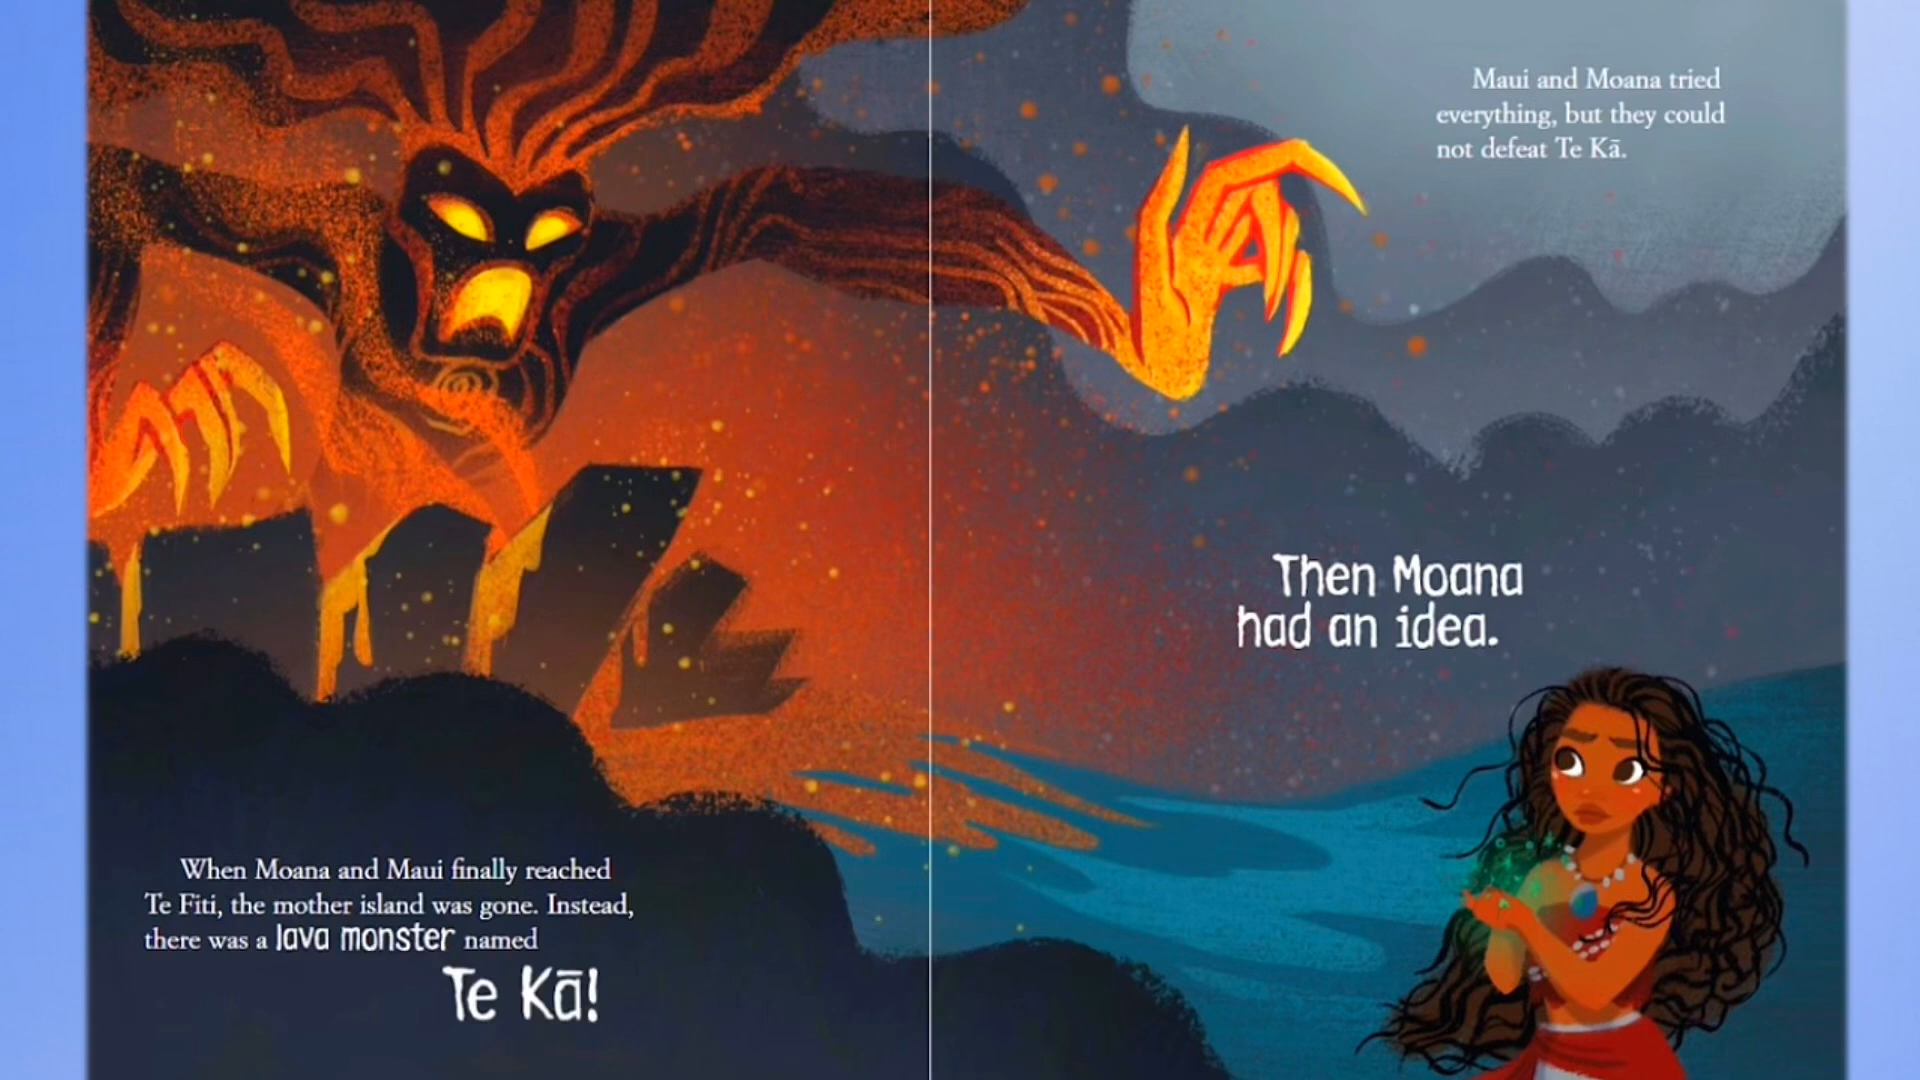 When Moana and Maui finally reached
Te Fiti, the mother island was gone. Instead,
there was a lava monster named
Te Kā!
Maui and Moana tried
everything, but they could
not defeat Te Kā.
Then Moana
had an idea.